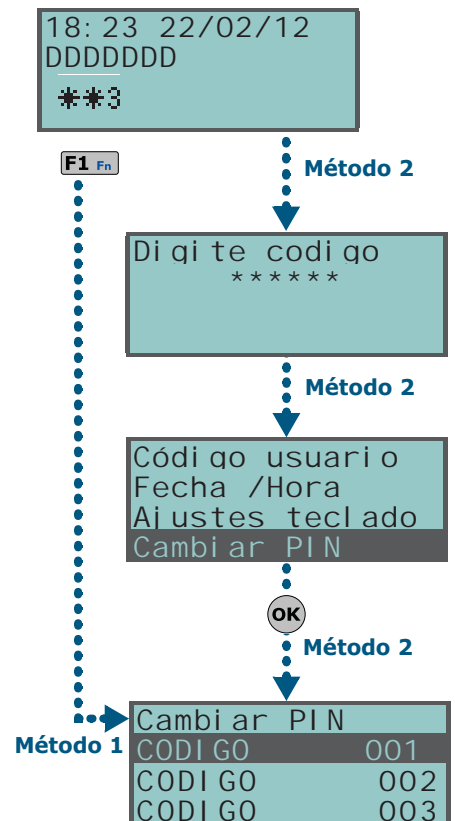 18:23 22/02/12
DDDDDDD
**3
F1 Fn
Método 2
Digite codigo
******
Método 2
Código usuario
Fecha /Hora
Ajustes teclado
Cambiar PIN
OK
Método 2
Método 1
Cambiar PIN
CODIGO 001
CODIGO 002
CODIGO 003